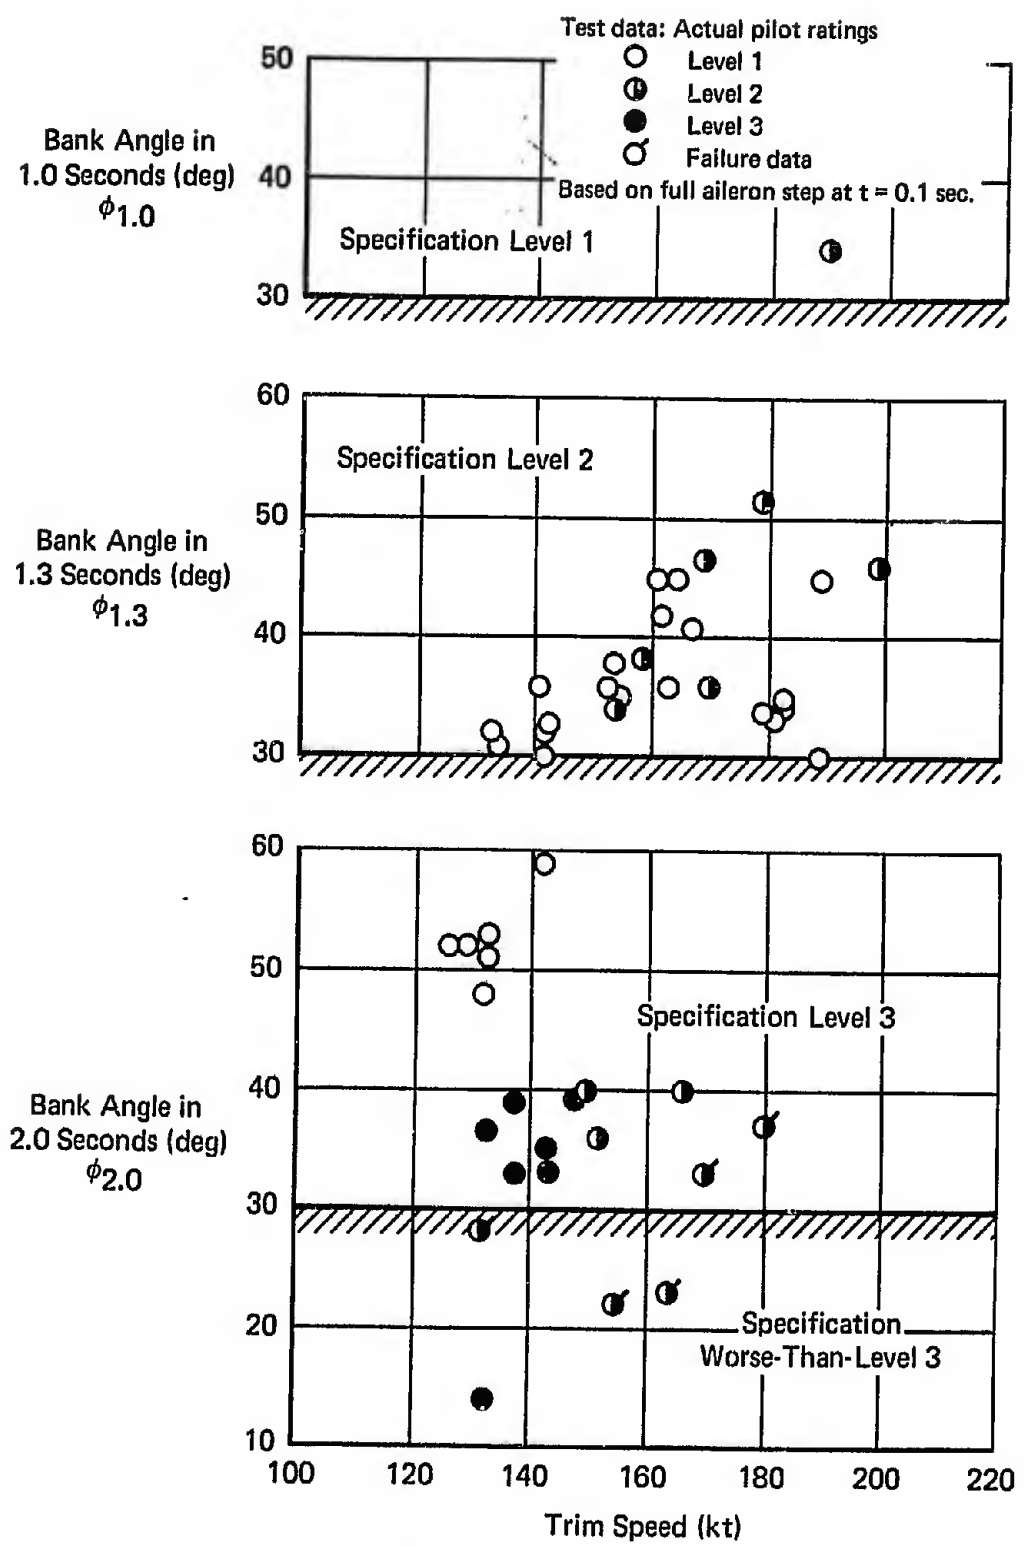 Test data: Actual pilot ratings
Level 1
Level 2
Level 3
Failure data
Based on full aileron step at t = 0.1 sec.
50
40
30
Bank Angle in
1.0 Seconds (deg)
ϕ1.0
Specification Level 1
60
50
40
30
Bank Angle in
1.3 Seconds (deg)
ϕ1.3
Specification Level 2
60
50
40
30
20
10
Bank Angle in
2.0 Seconds (deg)
ϕ2.0
Specification Level 3
Specification
Worse-Than-Level 3
100 120 140 160 180 200 220
Trim Speed (kt)